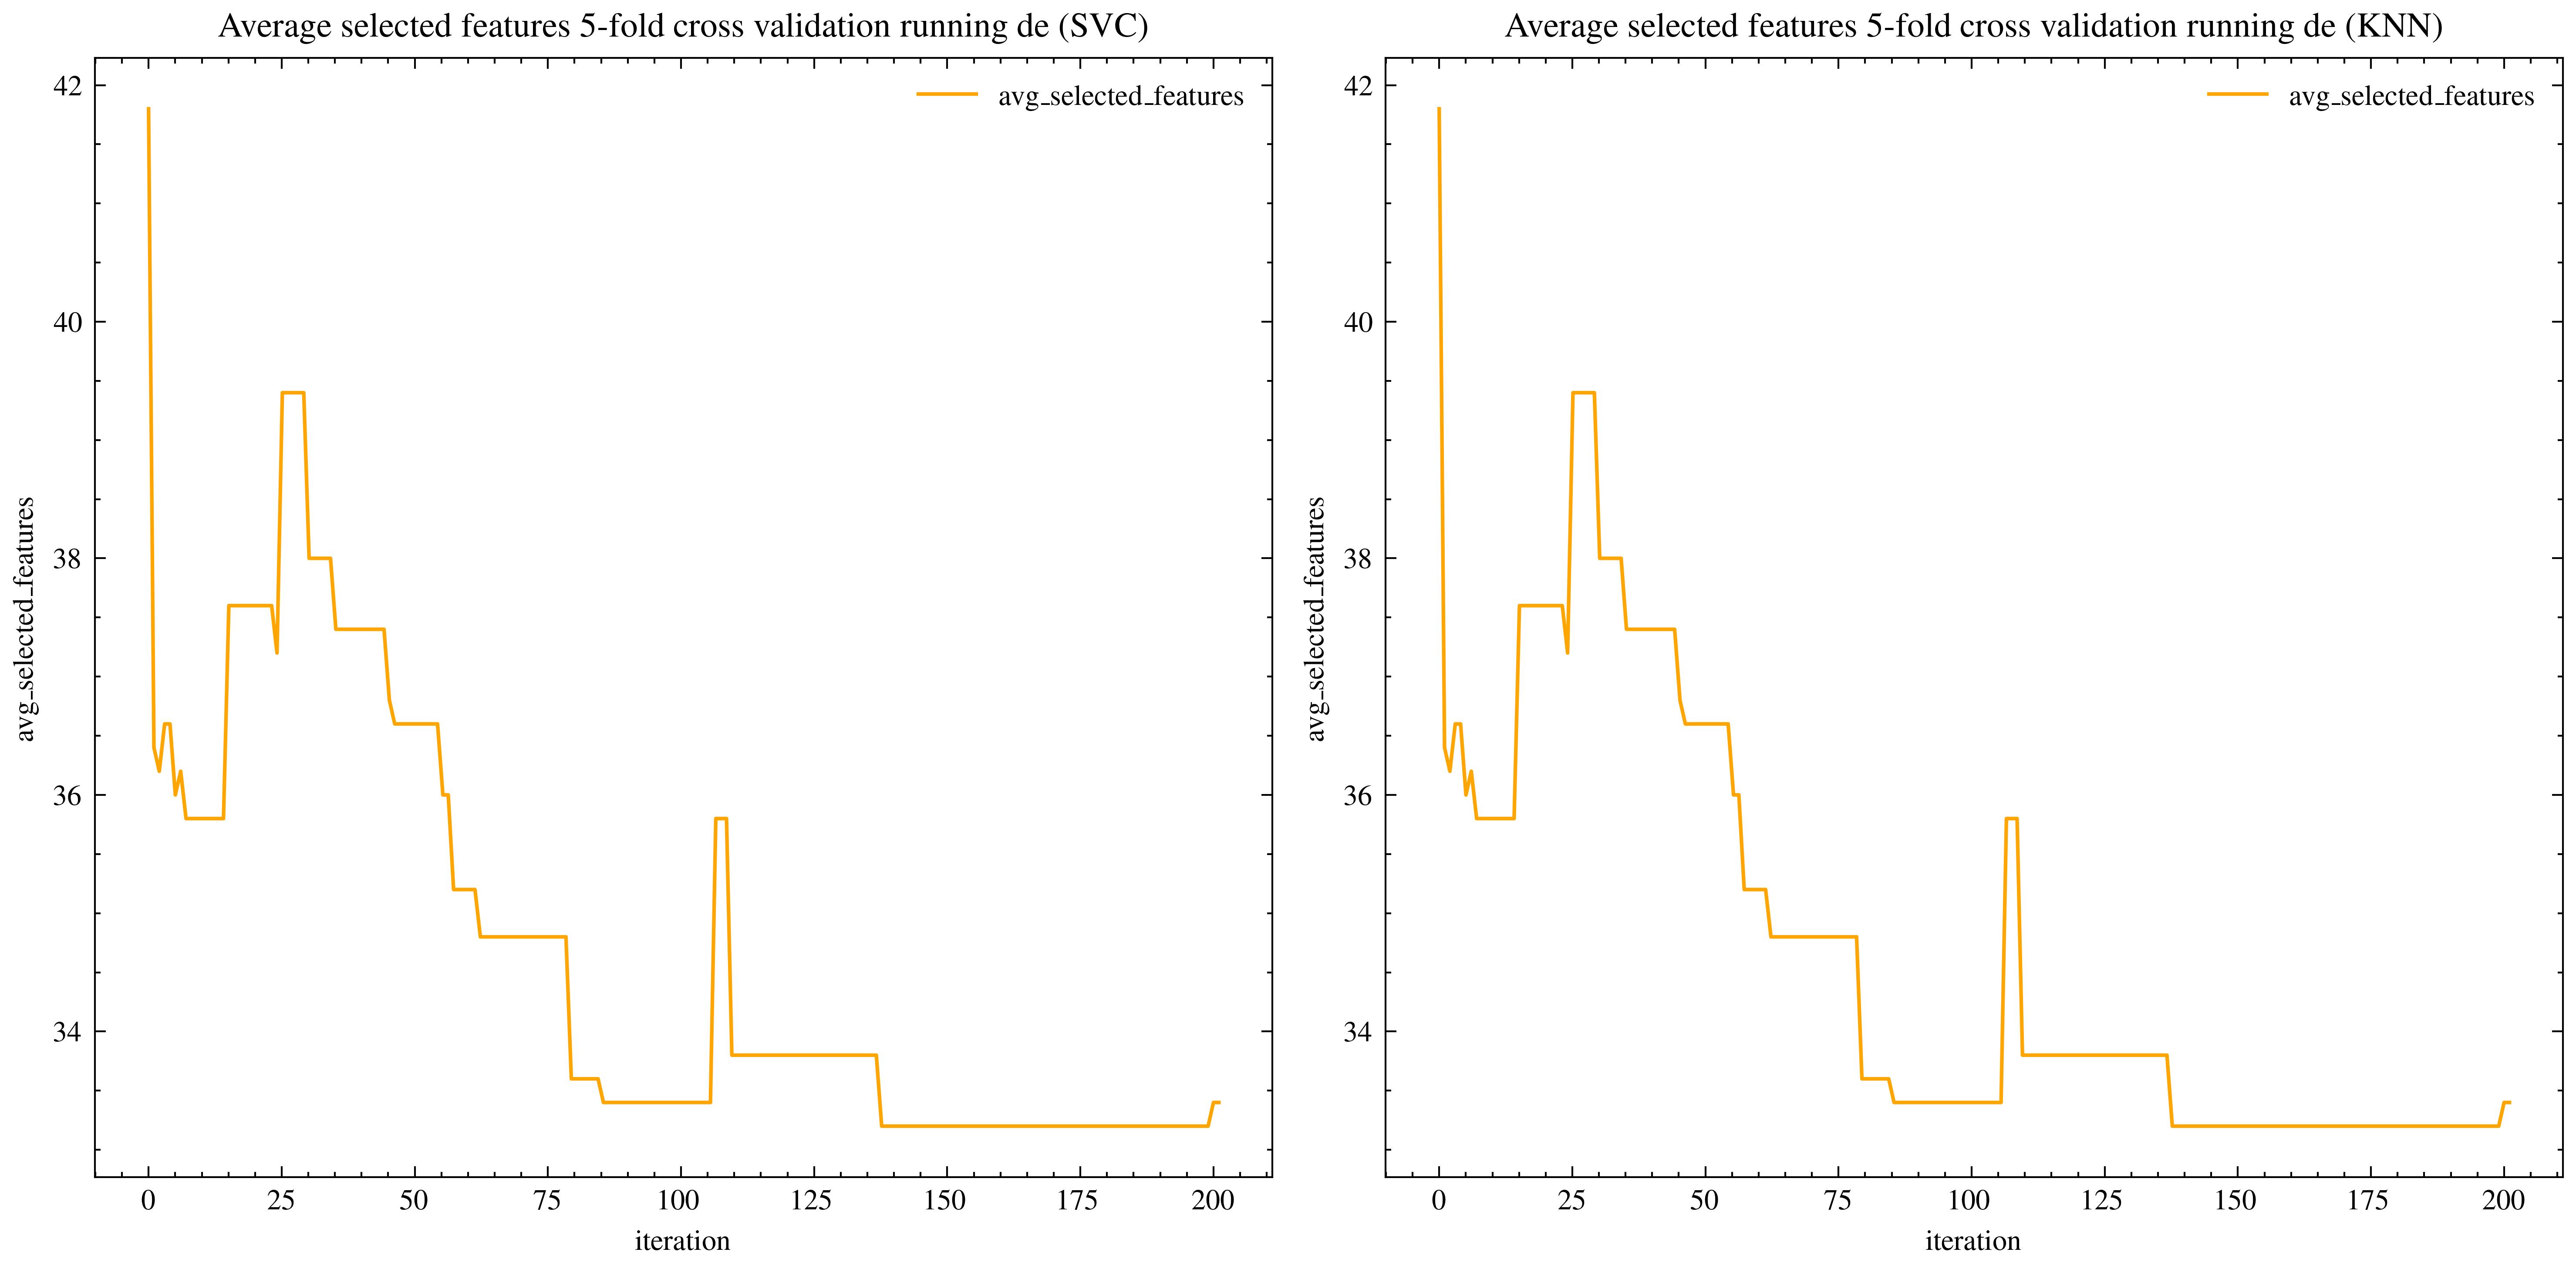 Average selected features 5-fold cross validation running de (SVC)
avg_selected_features
avg_selected_features
42
40
38
36
34
0 25 50 75 100 125 150 175 200
iteration
Average selected features 5-fold cross validation running de (KNN)
avg_selected_features
avg_selected_features
42
40
38
36
34
0 25 50 75 100 125 150 175 200
iteration